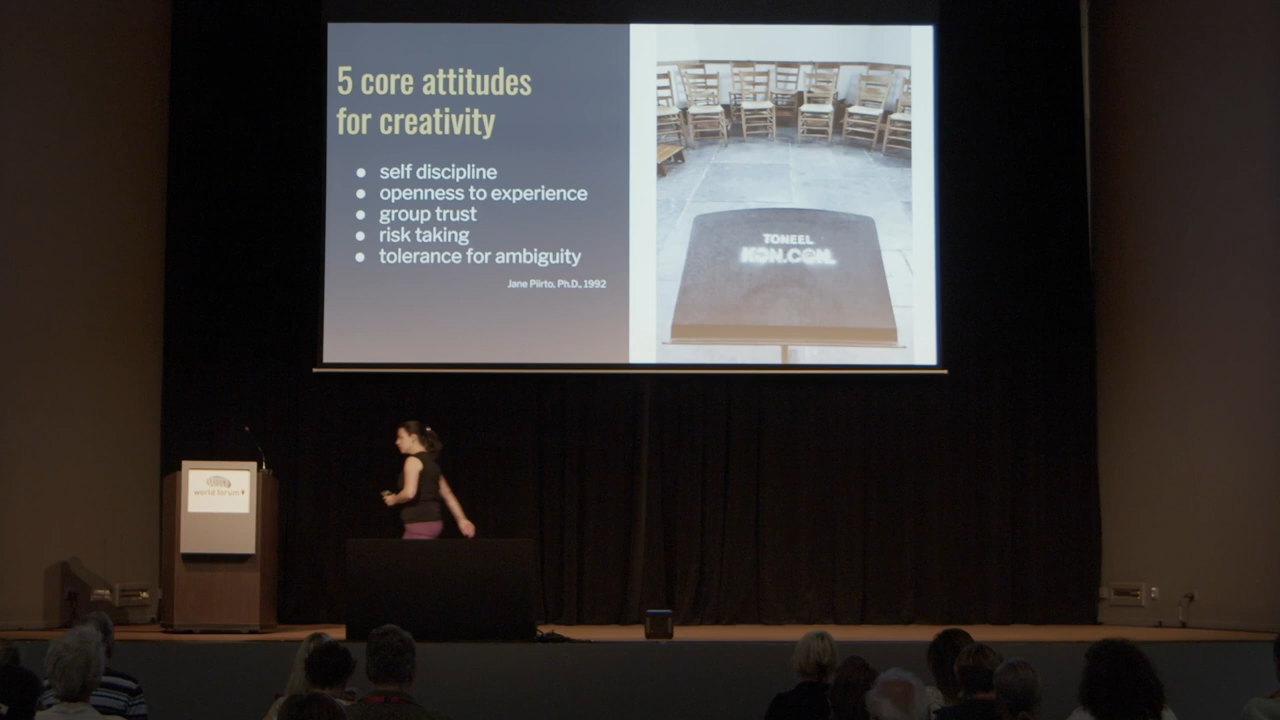 5 core attitudes
for creativity
self discipline
openness to experience
group trust
risk taking
tolerance for ambiguity
Jane Piirto, Ph.D., 1992
TONEEL
KON.CON.
world forum